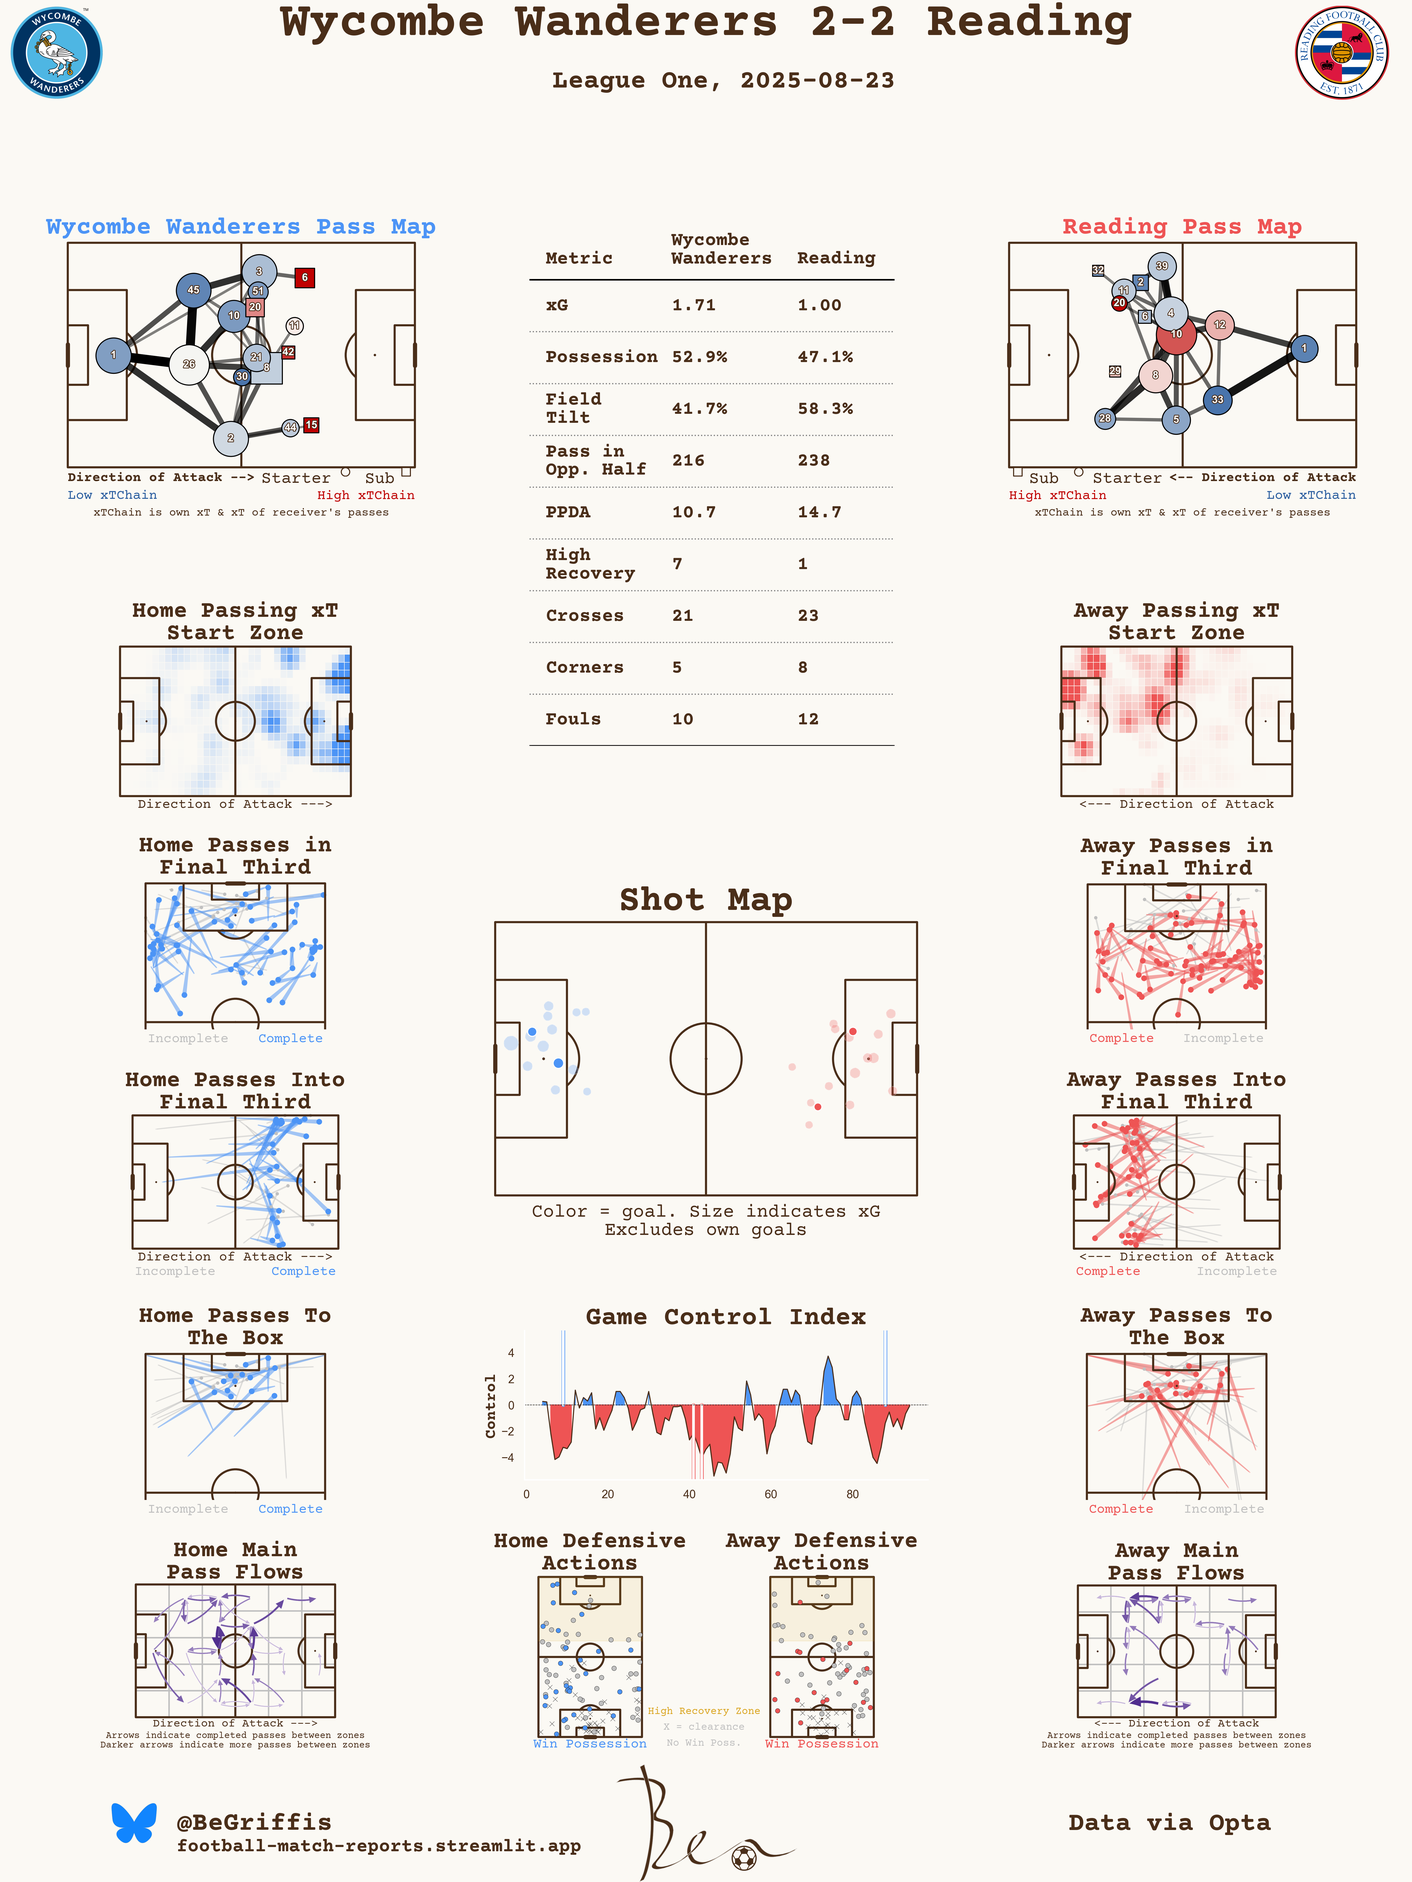 Wycombe Wanderers 2-2 Reading
League One, 2025-08-23
WYCOMBE
WANDERERS
™
READING FOOTBALL CLUB
EST. 1871
Wycombe Wanderers Pass Map
3
6
45
51
20
10
11
1
26
21
42
8
30
2
44
15
Direction of Attack --> Starter Sub
Low xTChain High xTChain
xTChain is own xT & xT of receiver's passes
Metric Wycombe Wanderers Reading
xG 1.71 1.00
Possession 52.9% 47.1%
Field Tilt 41.7% 58.3%
Pass in Opp. Half 216 238
PPDA 10.7 14.7
High Recovery 7 1
Crosses 21 23
Corners 5 8
Fouls 10 12
Reading Pass Map
32
39
2
11
20
6
4
12
10
1
29
8
33
28
5
Sub Starter <-- Direction of Attack
High xTChain Low xTChain
xTChain is own xT & xT of receiver's passes
Home Passing xT
Start Zone
Direction of Attack --->
Away Passing xT
Start Zone
<--- Direction of Attack
Home Passes in
Final Third
Incomplete Complete
Away Passes in
Final Third
Complete Incomplete
Shot Map
Color = goal. Size indicates xG
Excludes own goals
Home Passes Into
Final Third
Direction of Attack --->
Incomplete Complete
Away Passes Into
Final Third
<--- Direction of Attack
Complete Incomplete
Home Passes To
The Box
Incomplete Complete
Game Control Index
Control
4
2
0
−2
−4
0 20 40 60 80
Away Passes To
The Box
Complete Incomplete
Home Main
Pass Flows
Direction of Attack --->
Arrows indicate completed passes between zones
Darker arrows indicate more passes between zones
Home Defensive
Actions
Win Possession
High Recovery Zone
X = clearance
No Win Poss.
Away Defensive
Actions
Win Possession
Away Main
Pass Flows
<--- Direction of Attack
Arrows indicate completed passes between zones
Darker arrows indicate more passes between zones
@BeGriffis
football-match-reports.streamlit.app
Ben
Data via Opta